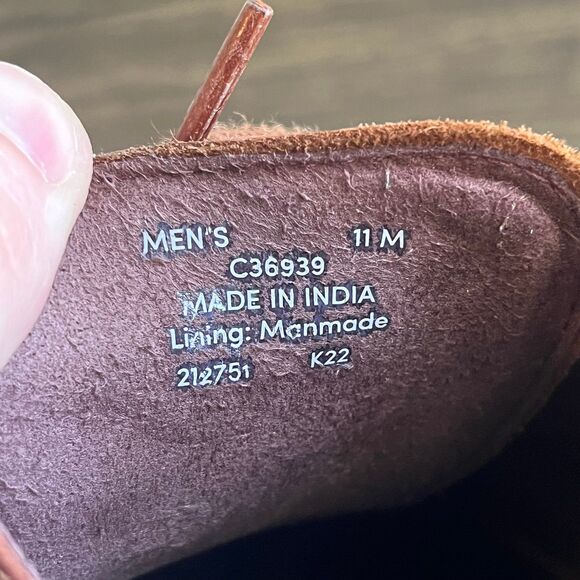 MEN'S 11 M
C36939
MADE IN INDIA
Lining: Manmade
212751 K22